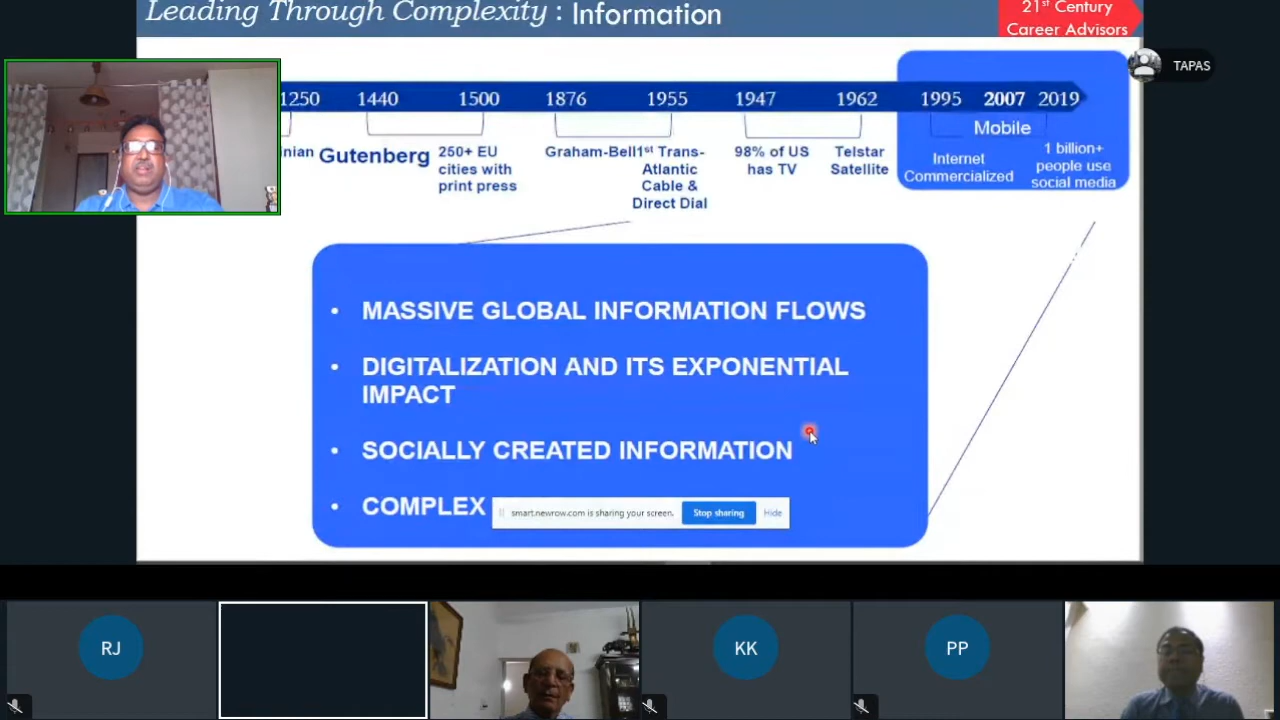 Leading Through Complexity : Information
21st Century
Career Advisors
TAPAS
1250 1440 1500 1876 1955 1947 1962 1995 2007 2019
Mobile
inian Gutenberg 250+ EU
cities with
print press
Graham-Bell 1st Trans-
Atlantic
Cable &
Direct Dial
98% of US
has TV
Telstar
Satellite
Internet
Commercialized
1 billion+
people use
social media
• MASSIVE GLOBAL INFORMATION FLOWS
• DIGITALIZATION AND ITS EXPONENTIAL
IMPACT
• SOCIALLY CREATED INFORMATION
• COMPLEX
smart.newrow.com is sharing your screen. Stop sharing Hide
RJ
KK
PP